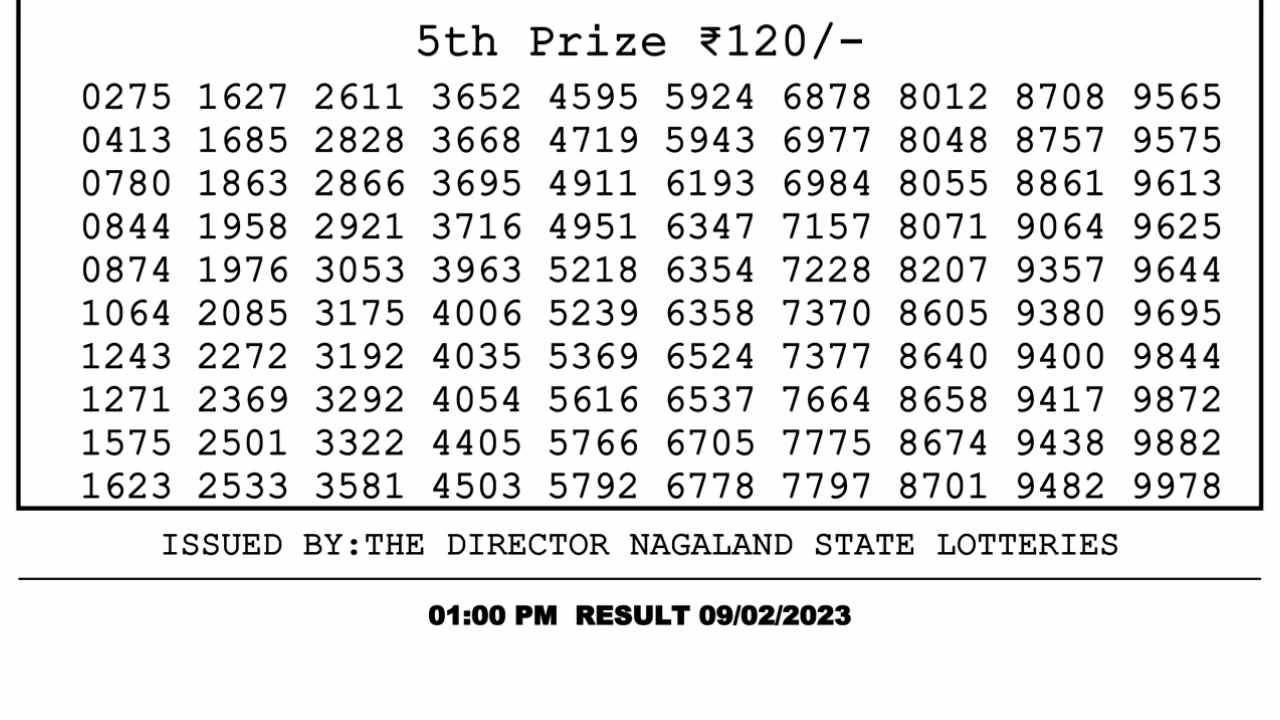 5th Prize ₹120/-
0275 1627 2611 3652 4595 5924 6878 8012 8708 9565
0413 1685 2828 3668 4719 5943 6977 8048 8757 9575
0780 1863 2866 3695 4911 6193 6984 8055 8861 9613
0844 1958 2921 3716 4951 6347 7157 8071 9064 9625
0874 1976 3053 3963 5218 6354 7228 8207 9357 9644
1064 2085 3175 4006 5239 6358 7370 8605 9380 9695
1243 2272 3192 4035 5369 6524 7377 8640 9400 9844
1271 2369 3292 4054 5616 6537 7664 8658 9417 9872
1575 2501 3322 4405 5766 6705 7775 8674 9438 9882
1623 2533 3581 4503 5792 6778 7797 8701 9482 9978
ISSUED BY:THE DIRECTOR NAGALAND STATE LOTTERIES
01:00 PM RESULT 09/02/2023